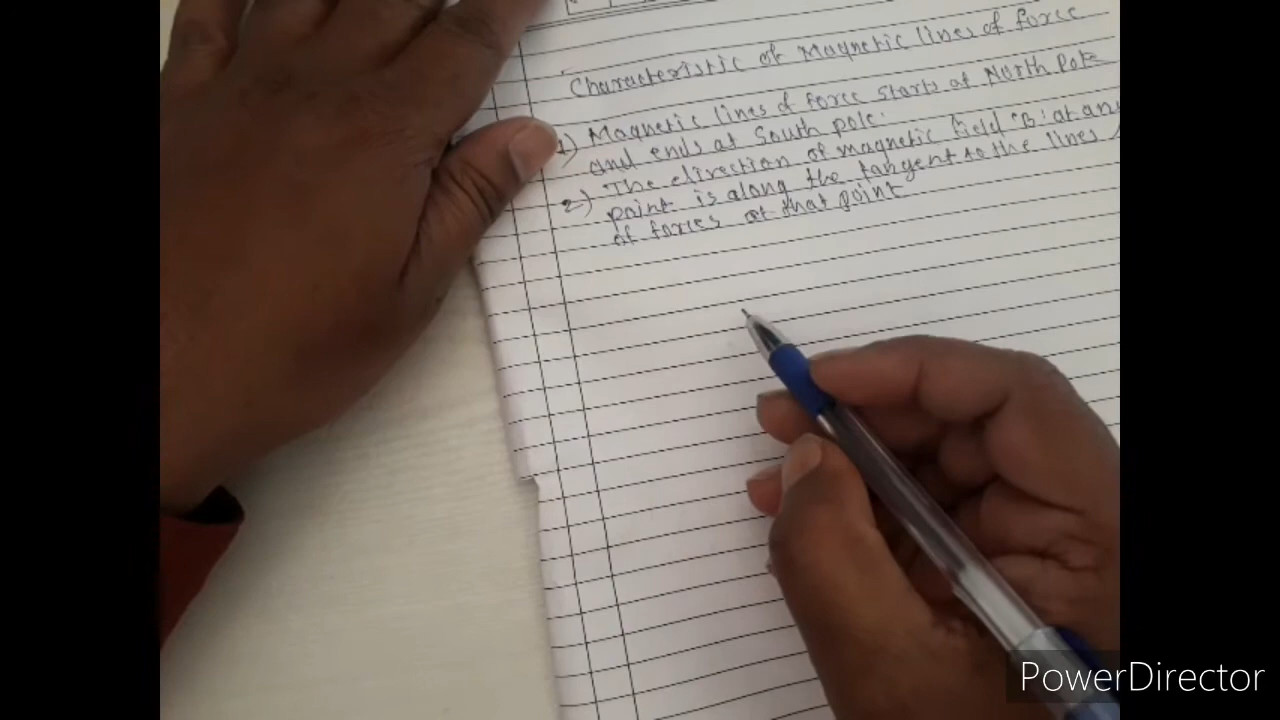 Characteristic of Magnetic lines of force
1) Magnetic lines of force starts at North Pole
and ends at South pole.
2) The direction of magnetic field 'B' at any
point is along the tangent to the lines
of forces at that point
PowerDirector